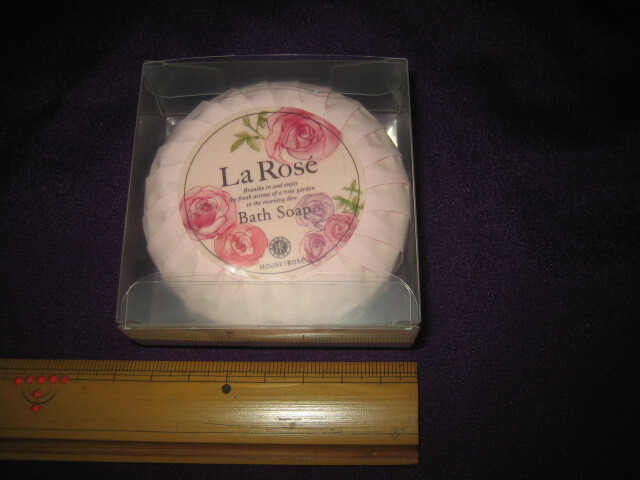 La Rosé
Breathe in and enjoy
the fresh aroma of a rose garden
in the morning dew
Bath Soap
HOUSE OF ROSE